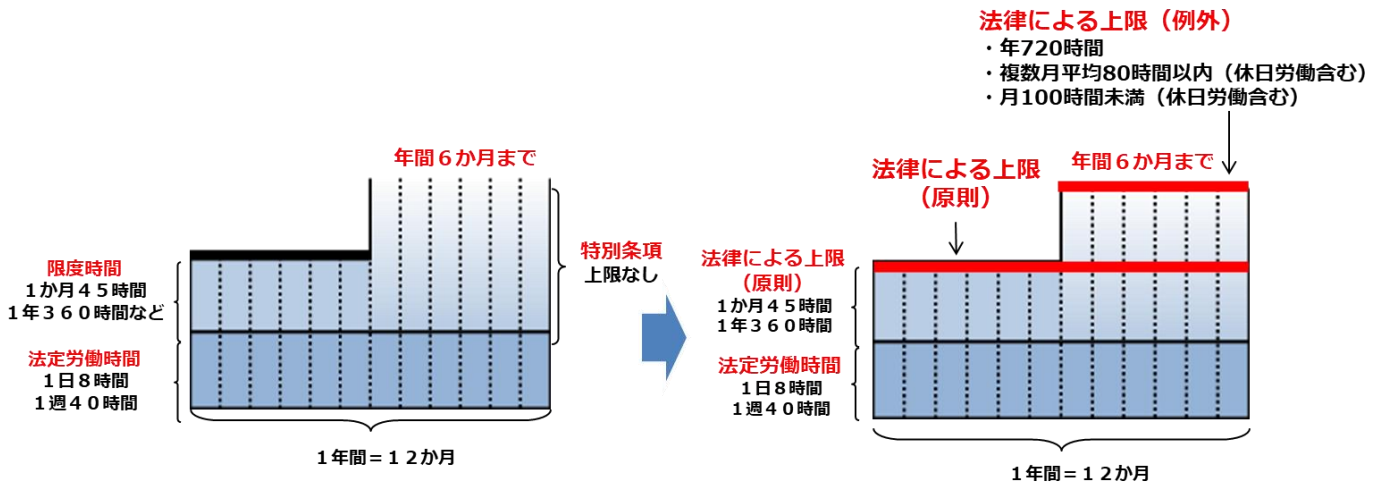 年間６か月まで
限度時間
１か月４５時間
１年３６０時間など
法定労働時間
１日８時間
１週４０時間
特別条項
上限なし
１年間＝１２か月
法律による上限（例外）
・年720時間
・複数月平均80時間以内（休日労働含む）
・月100時間未満（休日労働含む）
法律による上限
（原則）
年間６か月まで
法律による上限
（原則）
１か月４５時間
１年３６０時間
法定労働時間
１日８時間
１週４０時間
１年間＝１２か月